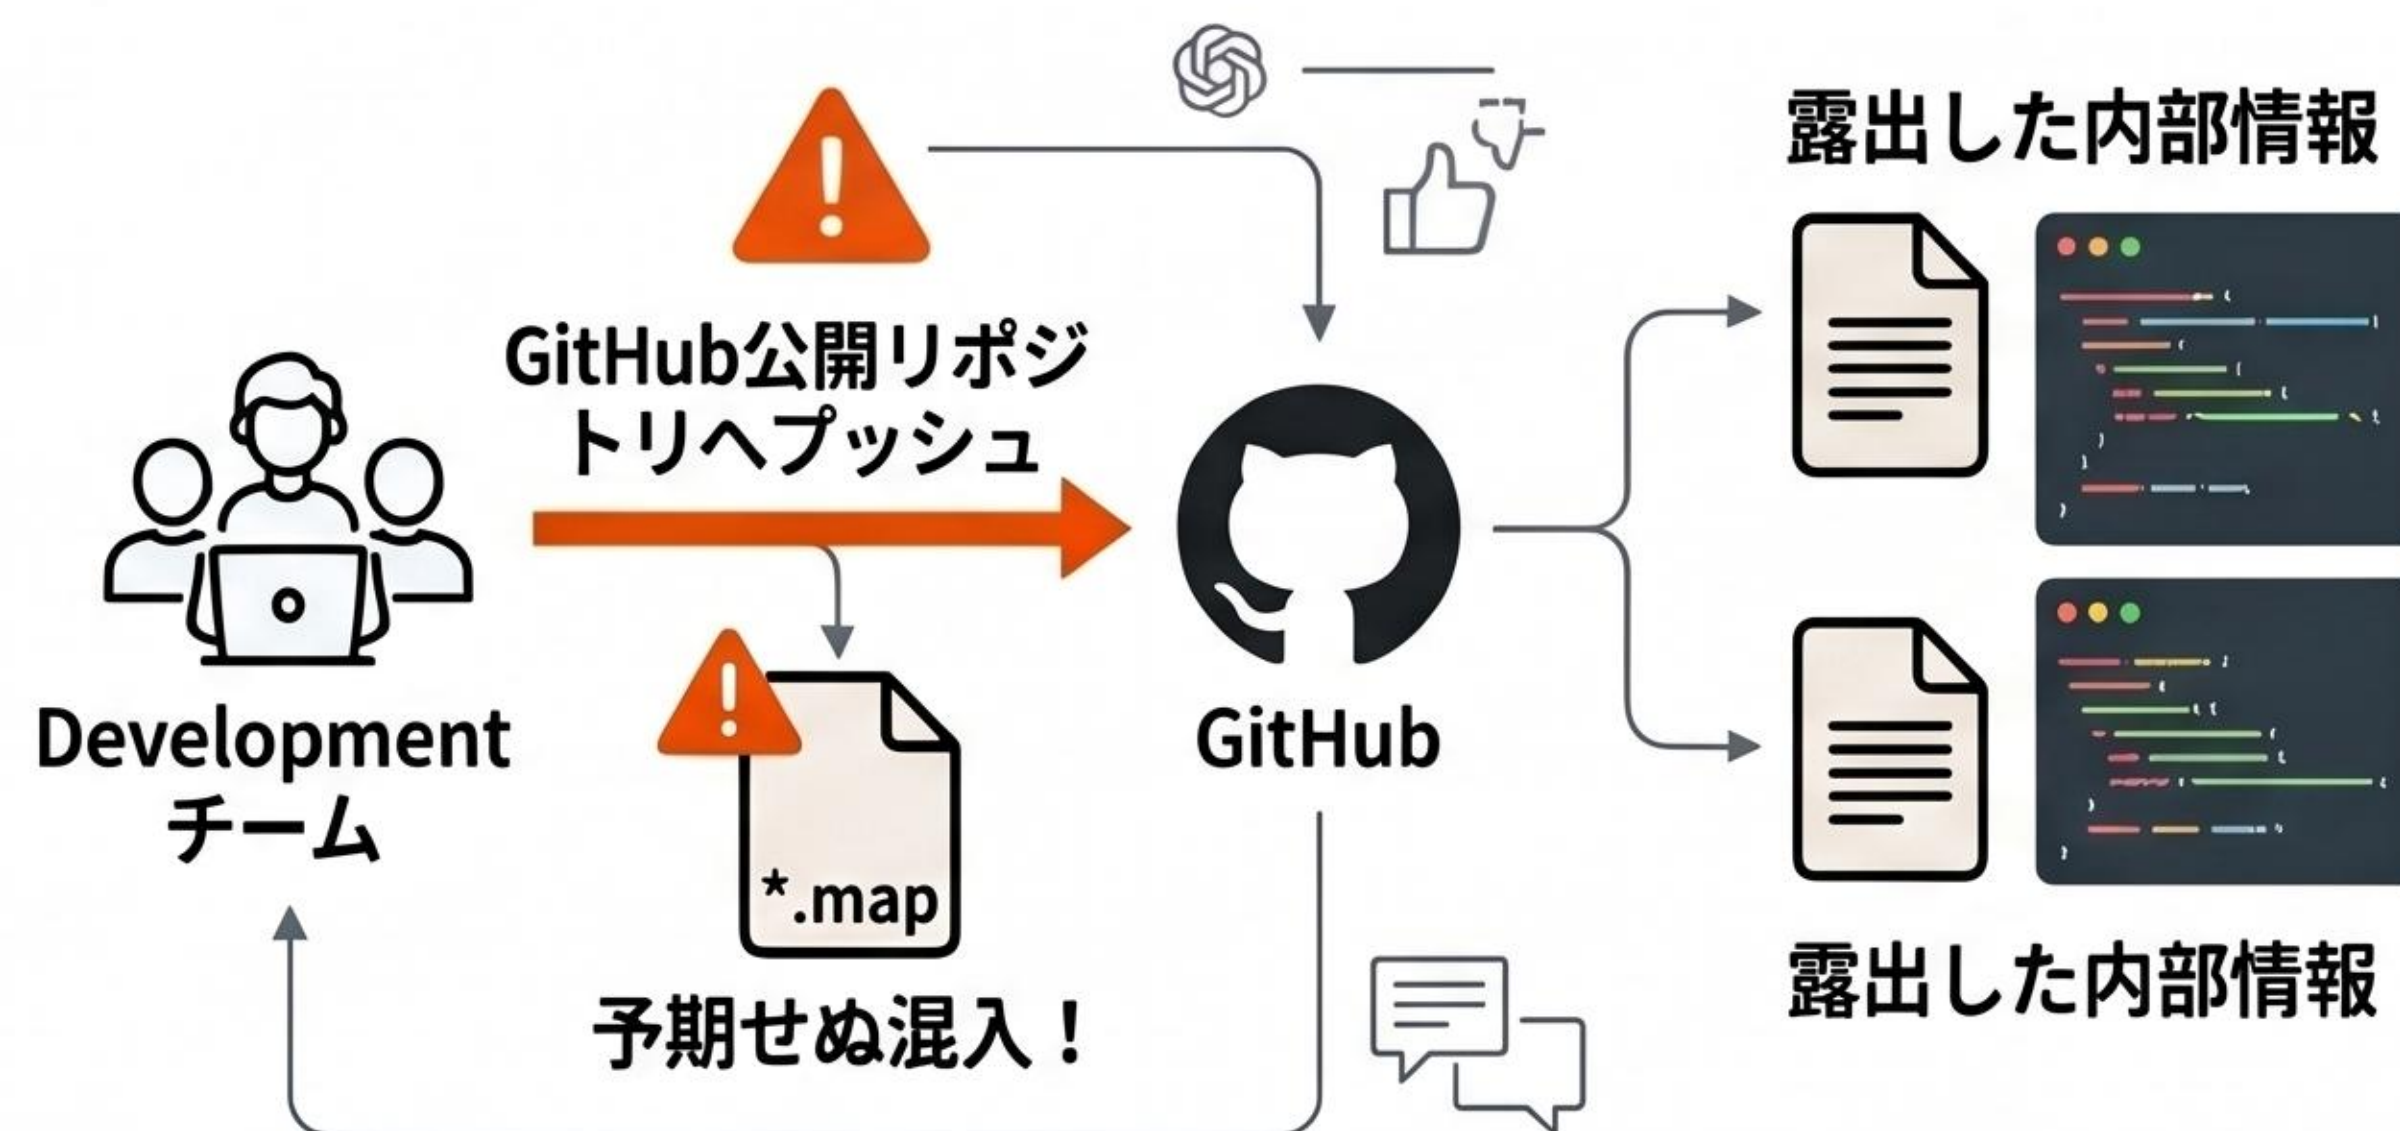 露出した内部情報
GitHub公開リポジ
トリへプッシュ
Development
チーム
GitHub
*.map
予期せぬ混入！
露出した内部情報